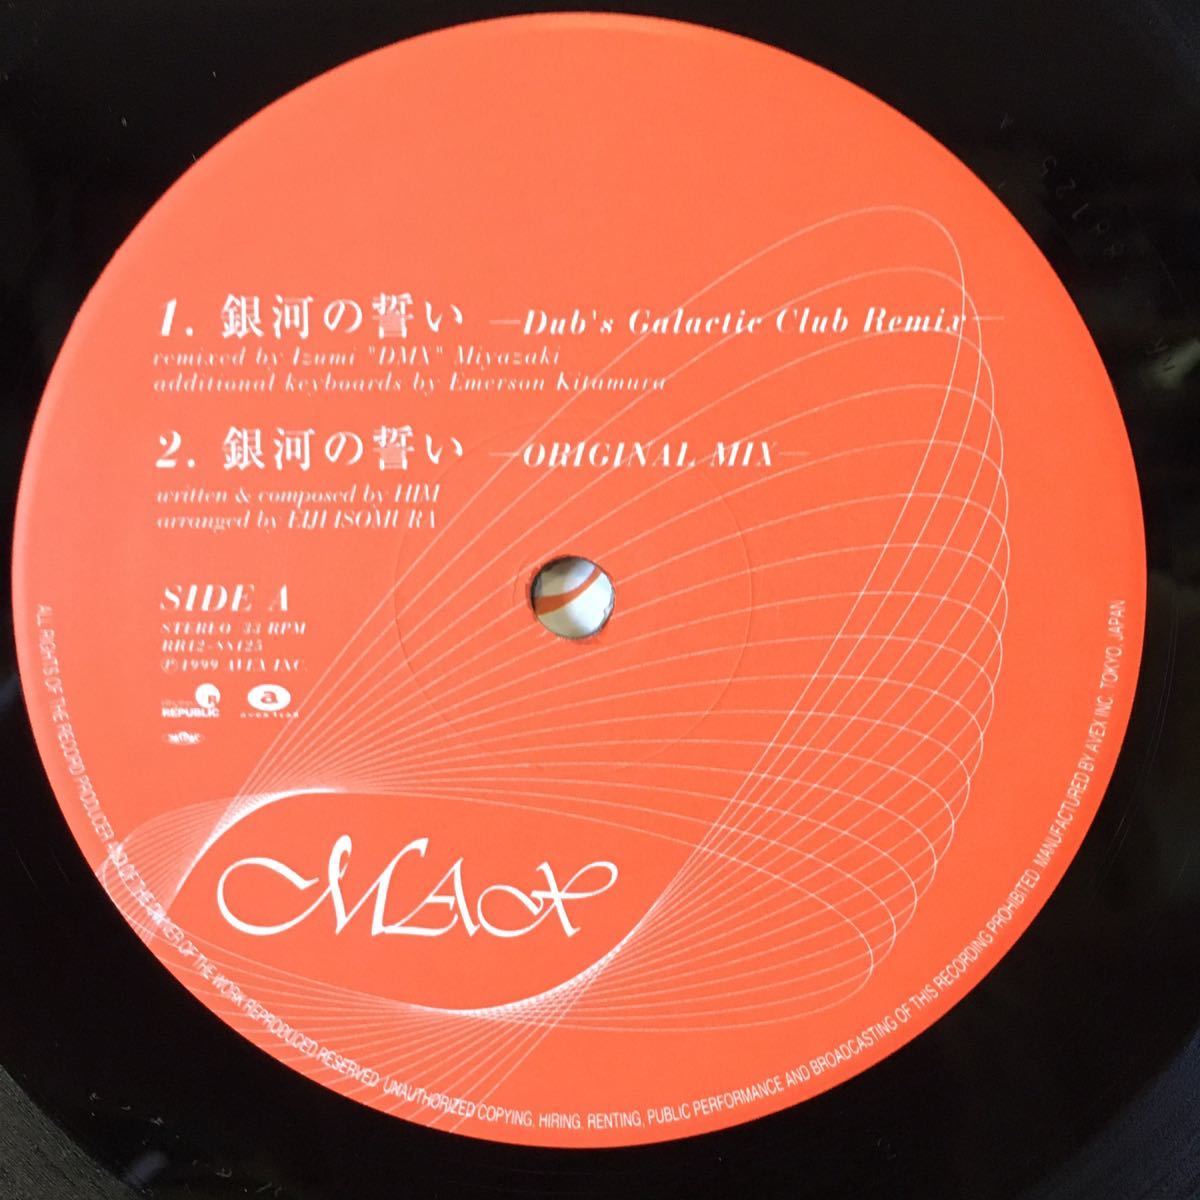 1. 銀河の誓い —Dub's Galactic Club Remix—
remixed by Izumi "DMX" Miyazaki
additional keyboards by Emerson Kitamura
2. 銀河の誓い —ORIGINAL MIX—
written & composed by HIM
arranged by EIJI ISOMURA
SIDE A
STEREO 33 RPM
RR12-88125
℗1999 AVEX INC.
REPUBLIC
a
avex trax
MAX
ALL RIGHTS OF THE RECORD PRODUCER AND OF THE OWNER OF THE WORK REPRODUCED RESERVED. UNAUTHORIZED COPYING, HIRING, RENTING, PUBLIC PERFORMANCE AND BROADCASTING OF THIS RECORDING PROHIBITED. MANUFACTURED BY AVEX INC. TOKYO, JAPAN